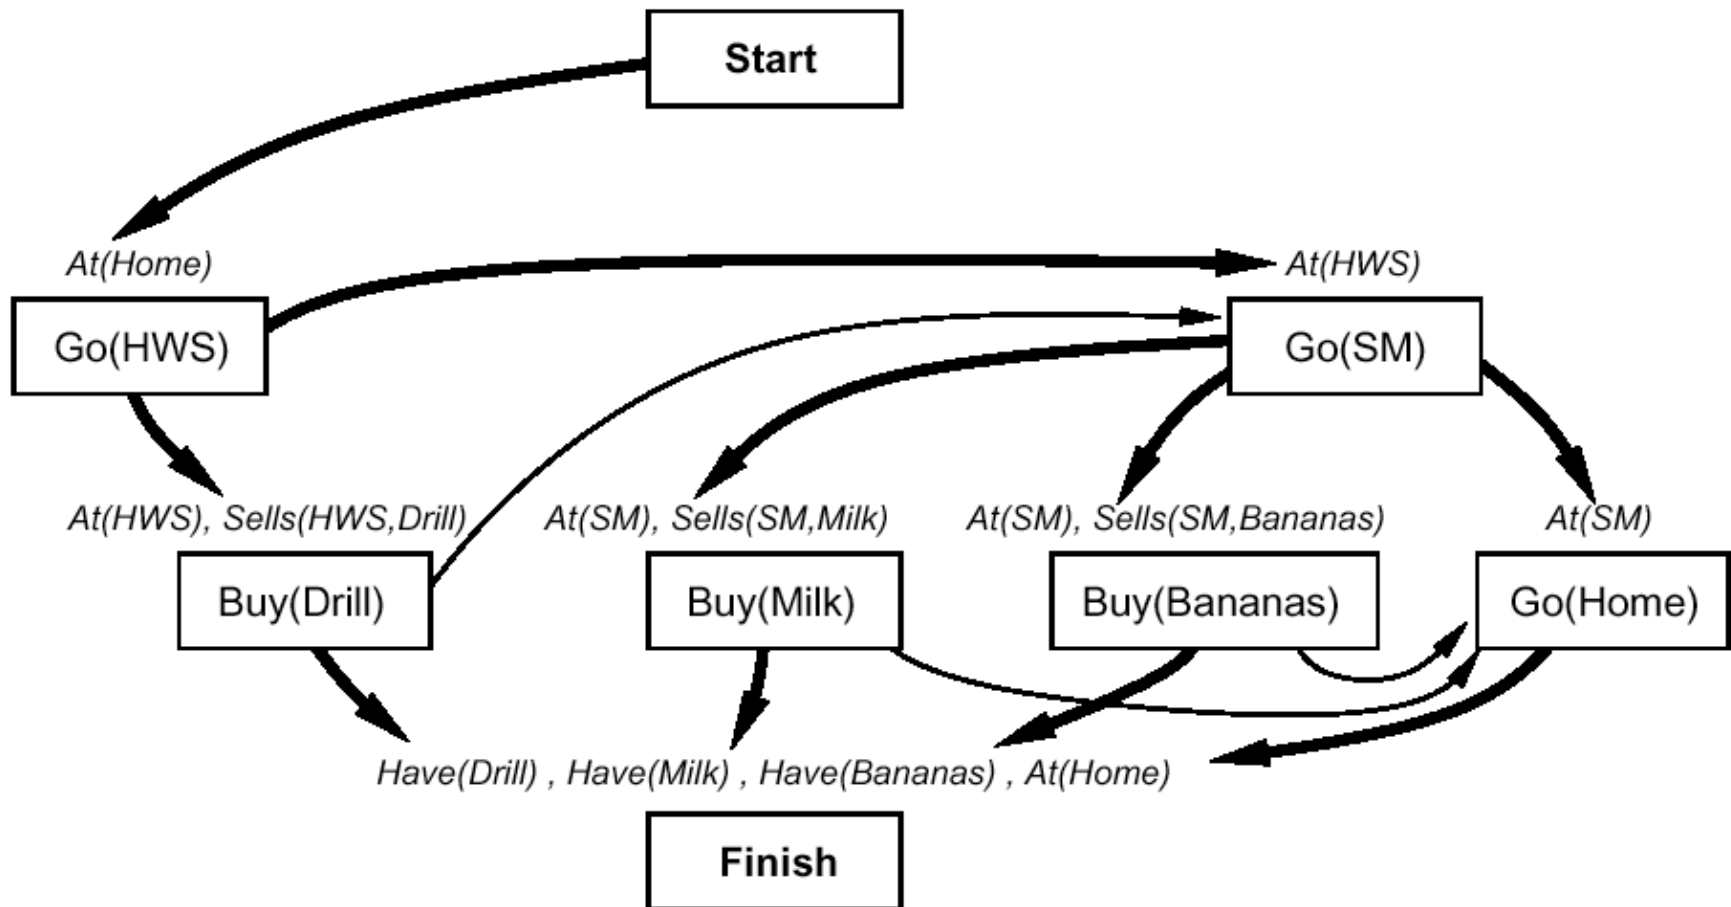 Start
At(Home)
At(HWS)
Go(HWS)
Go(SM)
At(HWS), Sells(HWS,Drill)
At(SM), Sells(SM,Milk)
At(SM), Sells(SM,Bananas)
At(SM)
Buy(Drill)
Buy(Milk)
Buy(Bananas)
Go(Home)
Have(Drill) , Have(Milk) , Have(Bananas) , At(Home)
Finish